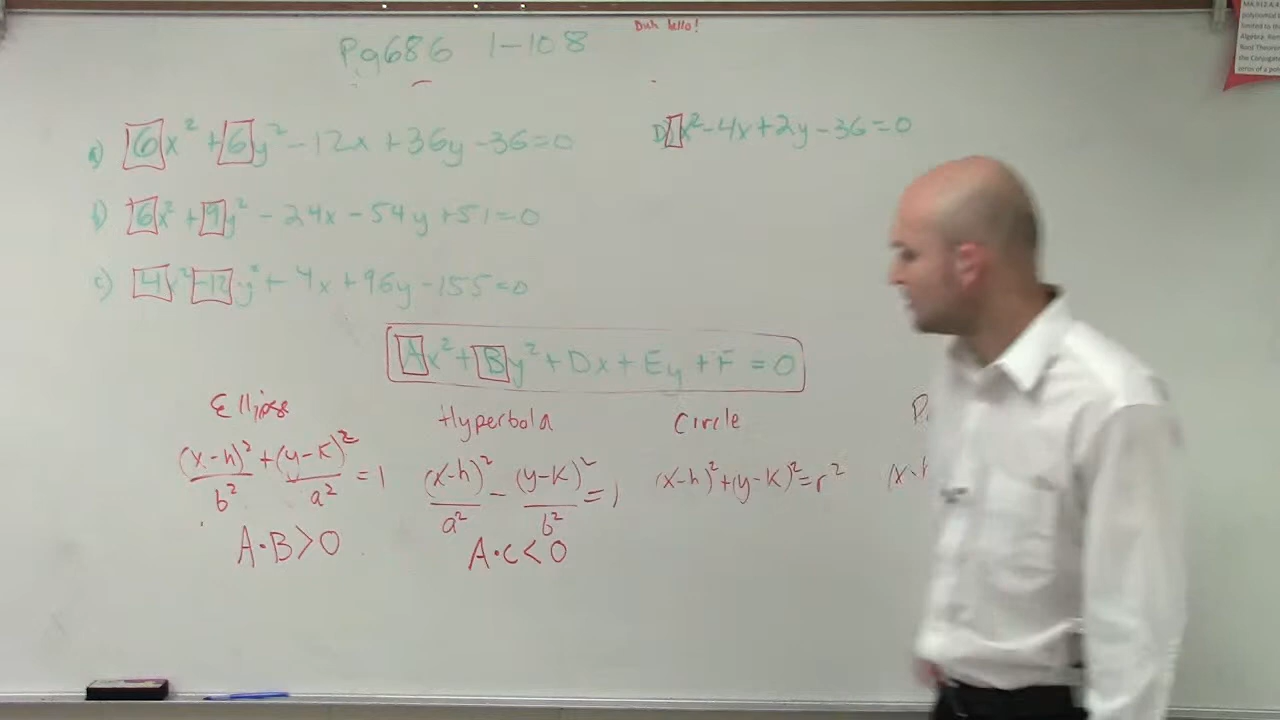 Duh hello!
Pg686 1-108
a) 6x² + 6y² - 12x + 36y - 36 = 0
b) 6x² + 9y² - 24x - 54y + 51 = 0
c) 4x² - 12y² + 4x + 96y - 155 = 0
D) 1x² - 4x + 2y - 36 = 0
Ax² + By² + Dx + Ey + F = 0
Ellipse
(x-h)²/b² + (y-k)²/a² = 1
A·B > 0
Hyperbola
(x-h)²/a² - (y-k)²/b² = 1
A·C < 0
Circle
(x-h)² + (y-k)² = r²
P
(x-h